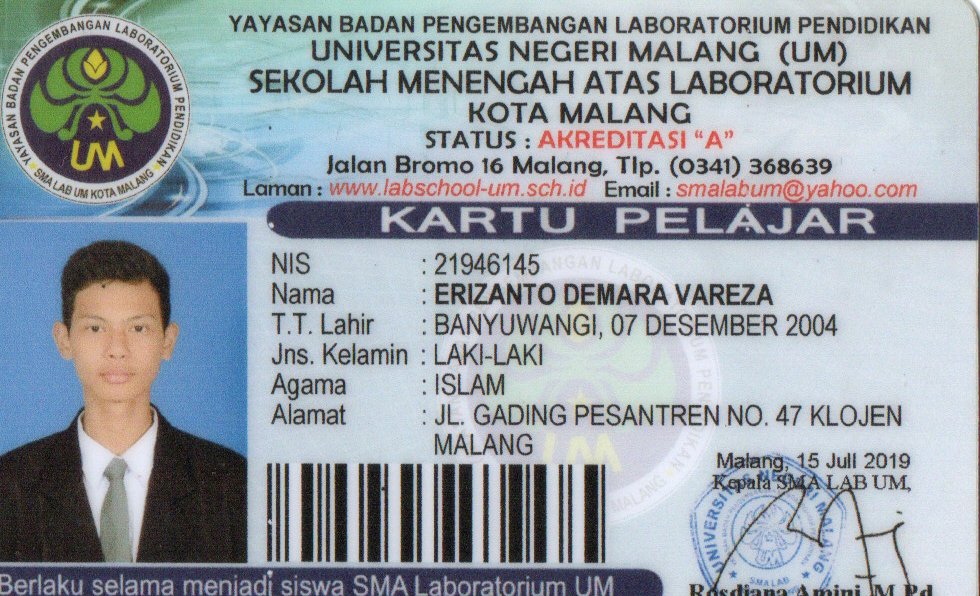 YAYASAN BADAN PENGEMBANGAN LABORATORIUM PENDIDIKAN
UNIVERSITAS NEGERI MALANG (UM)
SEKOLAH MENENGAH ATAS LABORATORIUM
KOTA MALANG
STATUS : AKREDITASI "A"
Jalan Bromo 16 Malang, Tlp. (0341) 368639
Laman : www.labschool-um.sch.id Email : smalabum@yahoo.com
YAYASAN BADAN PENGEMBANGAN LABORATORIUM PENDIDIKAN
UM
SMA LAB UM KOTA MALANG
KARTU PELAJAR
NIS : 21946145
Nama : ERIZANTO DEMARA VAREZA
T.T. Lahir : BANYUWANGI, 07 DESEMBER 2004
Jns. Kelamin : LAKI-LAKI
Agama : ISLAM
Alamat : JL. GADING PESANTREN NO. 47 KLOJEN
MALANG
Malang, 15 Juli 2019
Kepala SMA LAB UM,
UNIVERSITAS NEGERI MALANG
SMA LAB
Rosdiana Amini, M.Pd
Berlaku selama menjadi siswa SMA Laboratorium UM